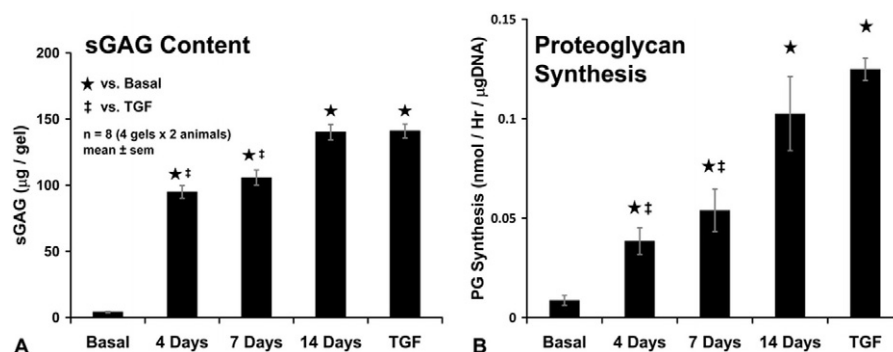 sGAG Content
200
150
100
50
0
sGAG (µg / gel)
★ vs. Basal
‡ vs. TGF
n = 8 (4 gels x 2 animals)
mean ± sem
★‡
★‡
★
★
Basal
4 Days
7 Days
14 Days
TGF
A
Proteoglycan
Synthesis
0.15
0.1
0.05
0
PG Synthesis (nmol / Hr / µgDNA)
★‡
★‡
★
★
Basal
4 Days
7 Days
14 Days
TGF
B